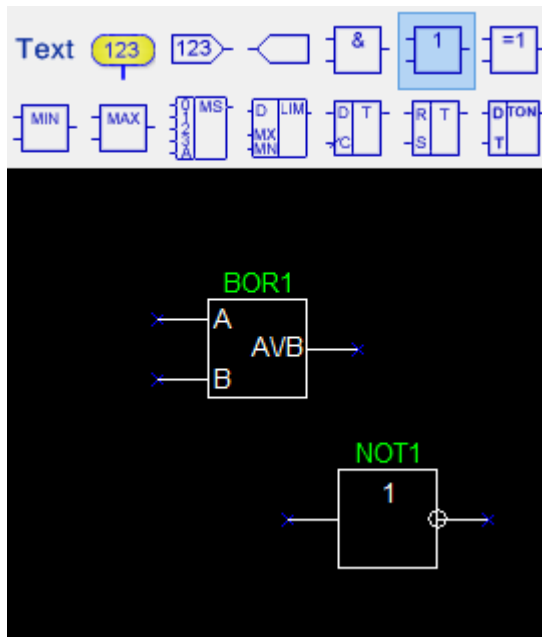 Text 123 123 & 1 =1
MIN MAX 0 1 2 3 A MS D LIM MX MN D T C R T S D TON T
BOR1
A
AVB
B
NOT1
1